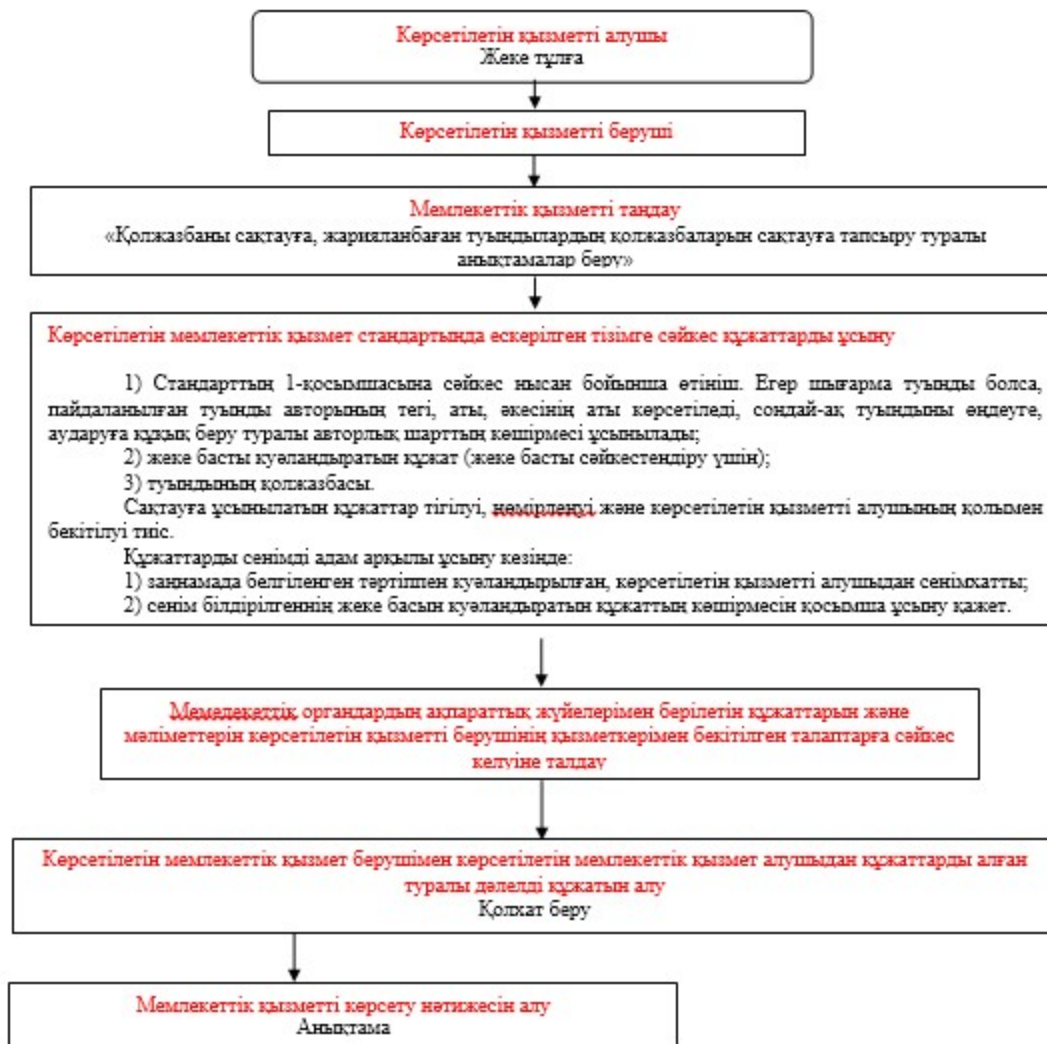 Көрсетілетін қызметті алушы
Жеке тұлға
Көрсетілетін қызметті беруші
Мемлекеттік қызметті таңдау
«Қолжазбаны сақтауға, жарияланбаған туындылардың қолжазбаларын сақтауға тапсыру туралы
анықтамалар беру»
Көрсетілетін мемлекеттік қызмет стандартында ескерілген тізімге сәйкес құжаттарды ұсыну
1) Стандарттың 1-қосымшасына сәйкес нысан бойынша өтініш. Егер шығарма туынды болса,
пайдаланылған туынды авторының тегі, аты, әкесінің аты көрсетіледі, сондай-ақ туындыны өңдеуге,
аударуға құқық беру туралы авторлық шарттың көшірмесі ұсынылады;
2) жеке басты куәландыратын құжат (жеке басты сәйкестендіру үшін);
3) туындының қолжазбасы.
Сақтауға ұсынылатын құжаттар тігілуі, нөмірленуі және көрсетілетін қызметті алушының қолымен
бекітілуі тиіс.
Құжаттарды сенімді адам арқылы ұсыну кезінде:
1) заңнамада белгіленген тәртіппен куәландырылған, көрсетілетін қызметті алушыдан сенімхатты;
2) сенім білдірілгеннің жеке басын куәландыратын құжаттың көшірмесін қосымша ұсыну қажет.
Мемелекеттік органдардың ақпараттық жүйелерімен берілетін құжаттарын және
мәліметтерін көрсетілетін қызметті берушінің қызметкерімен бекітілген талаптарға сәйкес
келуіне талдау
Көрсетілетін мемлекеттік қызмет берушімен көрсетілетін мемлекеттік қызмет алушыдан құжаттарды алған
туралы дәлелді құжатын алу
Қолхат беру
Мемлекеттік қызметті көрсету нәтижесін алу
Анықтама